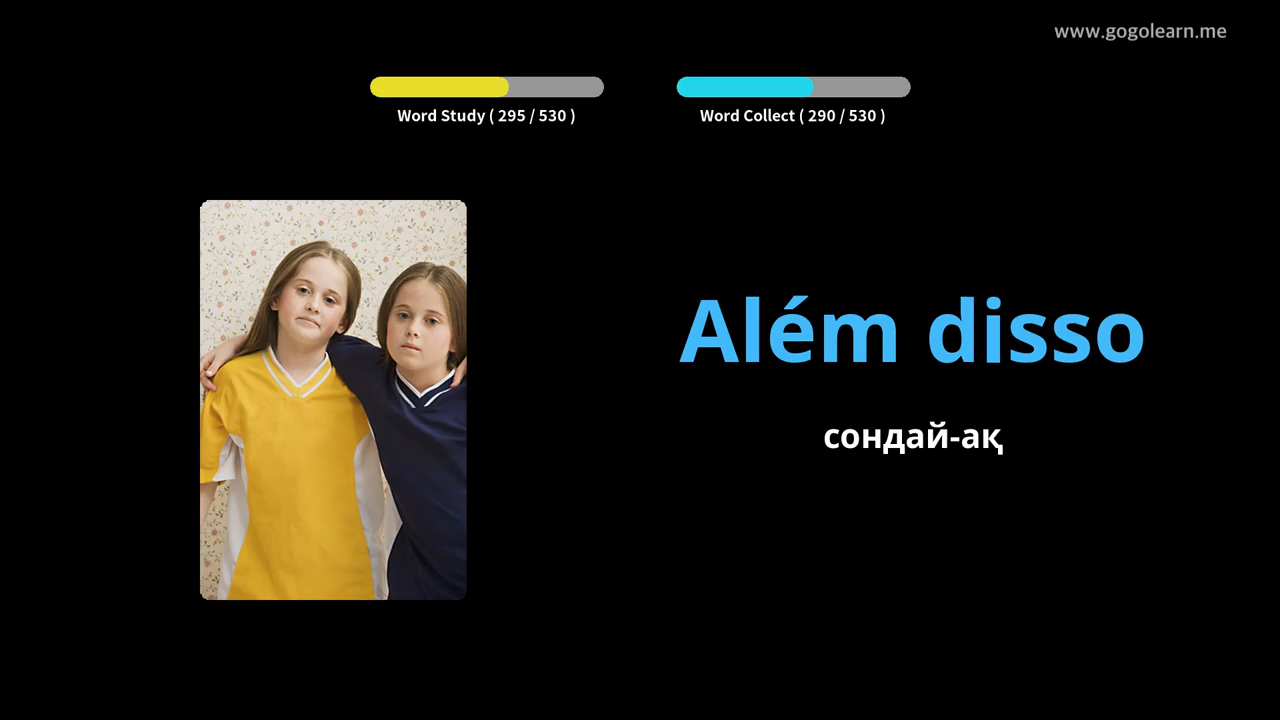 www.gogolearn.me
Word Study ( 295 / 530 )
Word Collect ( 290 / 530 )
Além disso
сондай-ақ